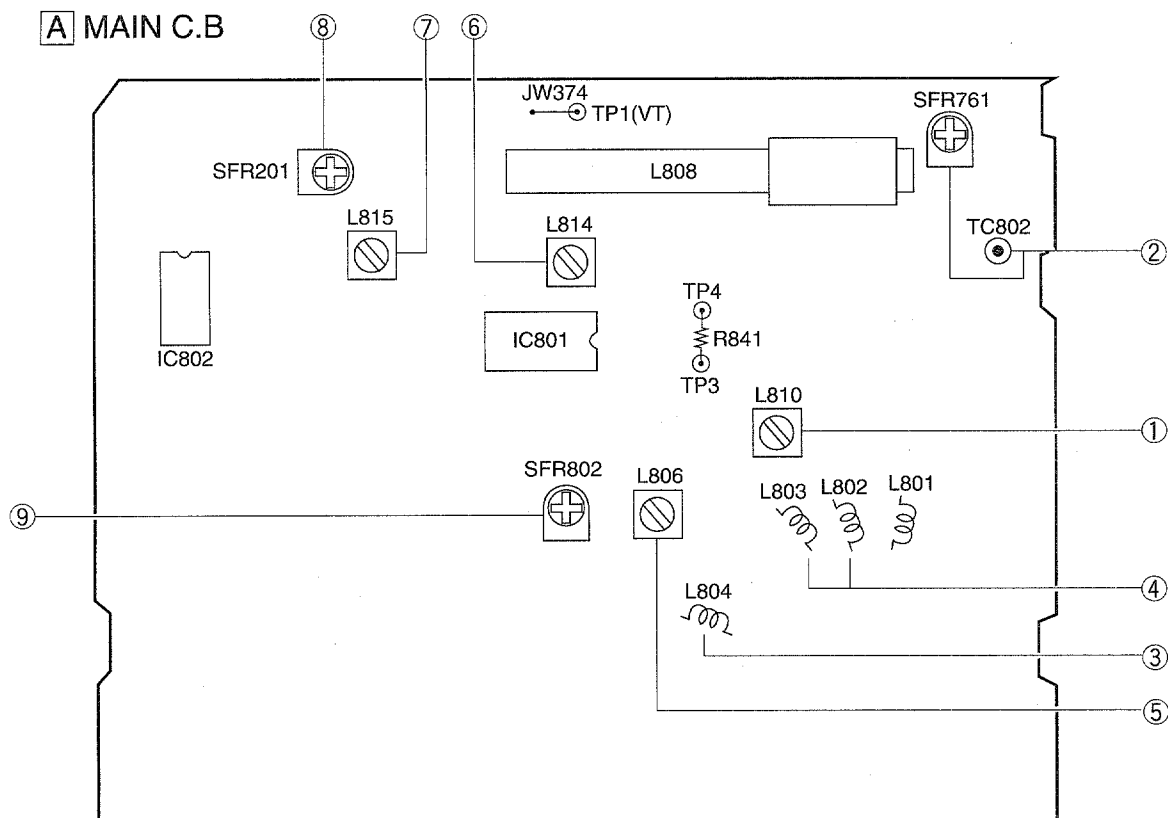 A MAIN C.B
⑧ ⑦ ⑥
JW374
TP1(VT)
SFR761
SFR201
L808
L815
L814
TC802
②
TP4
IC802
IC801
R841
TP3
L810
①
SFR802
L806
L803
L802
L801
⑨
L804
④
③
⑤